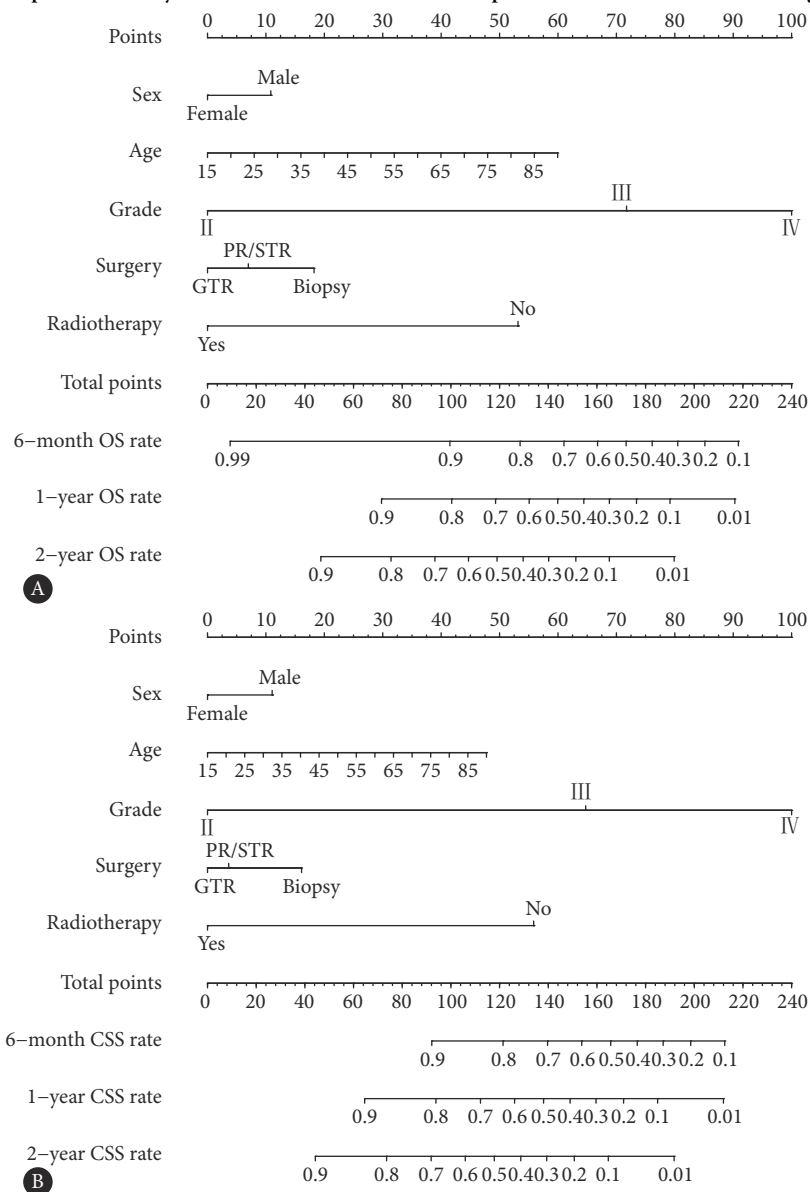 0 10 20 30 40 50 60 70 80 90 100
Points
Male
Sex
Female
Age
15 25 35 45 55 65 75 85
III
Grade
II IV
PR/STR
Surgery
GTR Biopsy
No
Radiotherapy
Yes
Total points
0 20 40 60 80 100 120 140 160 180 200 220 240
6-month OS rate
0.99 0.9 0.8 0.7 0.6 0.5 0.4 0.3 0.2 0.1
1-year OS rate
0.9 0.8 0.7 0.6 0.5 0.4 0.3 0.2 0.1 0.01
2-year OS rate
0.9 0.8 0.7 0.6 0.5 0.4 0.3 0.2 0.1 0.01
A
0 10 20 30 40 50 60 70 80 90 100
Points
Male
Sex
Female
Age
15 25 35 45 55 65 75 85
III
Grade
II IV
PR/STR
Surgery
GTR Biopsy
No
Radiotherapy
Yes
Total points
0 20 40 60 80 100 120 140 160 180 200 220 240
6-month CSS rate
0.9 0.8 0.7 0.6 0.5 0.4 0.3 0.2 0.1
1-year CSS rate
0.9 0.8 0.7 0.6 0.5 0.4 0.3 0.2 0.1 0.01
2-year CSS rate
0.9 0.8 0.7 0.6 0.5 0.4 0.3 0.2 0.1 0.01
B